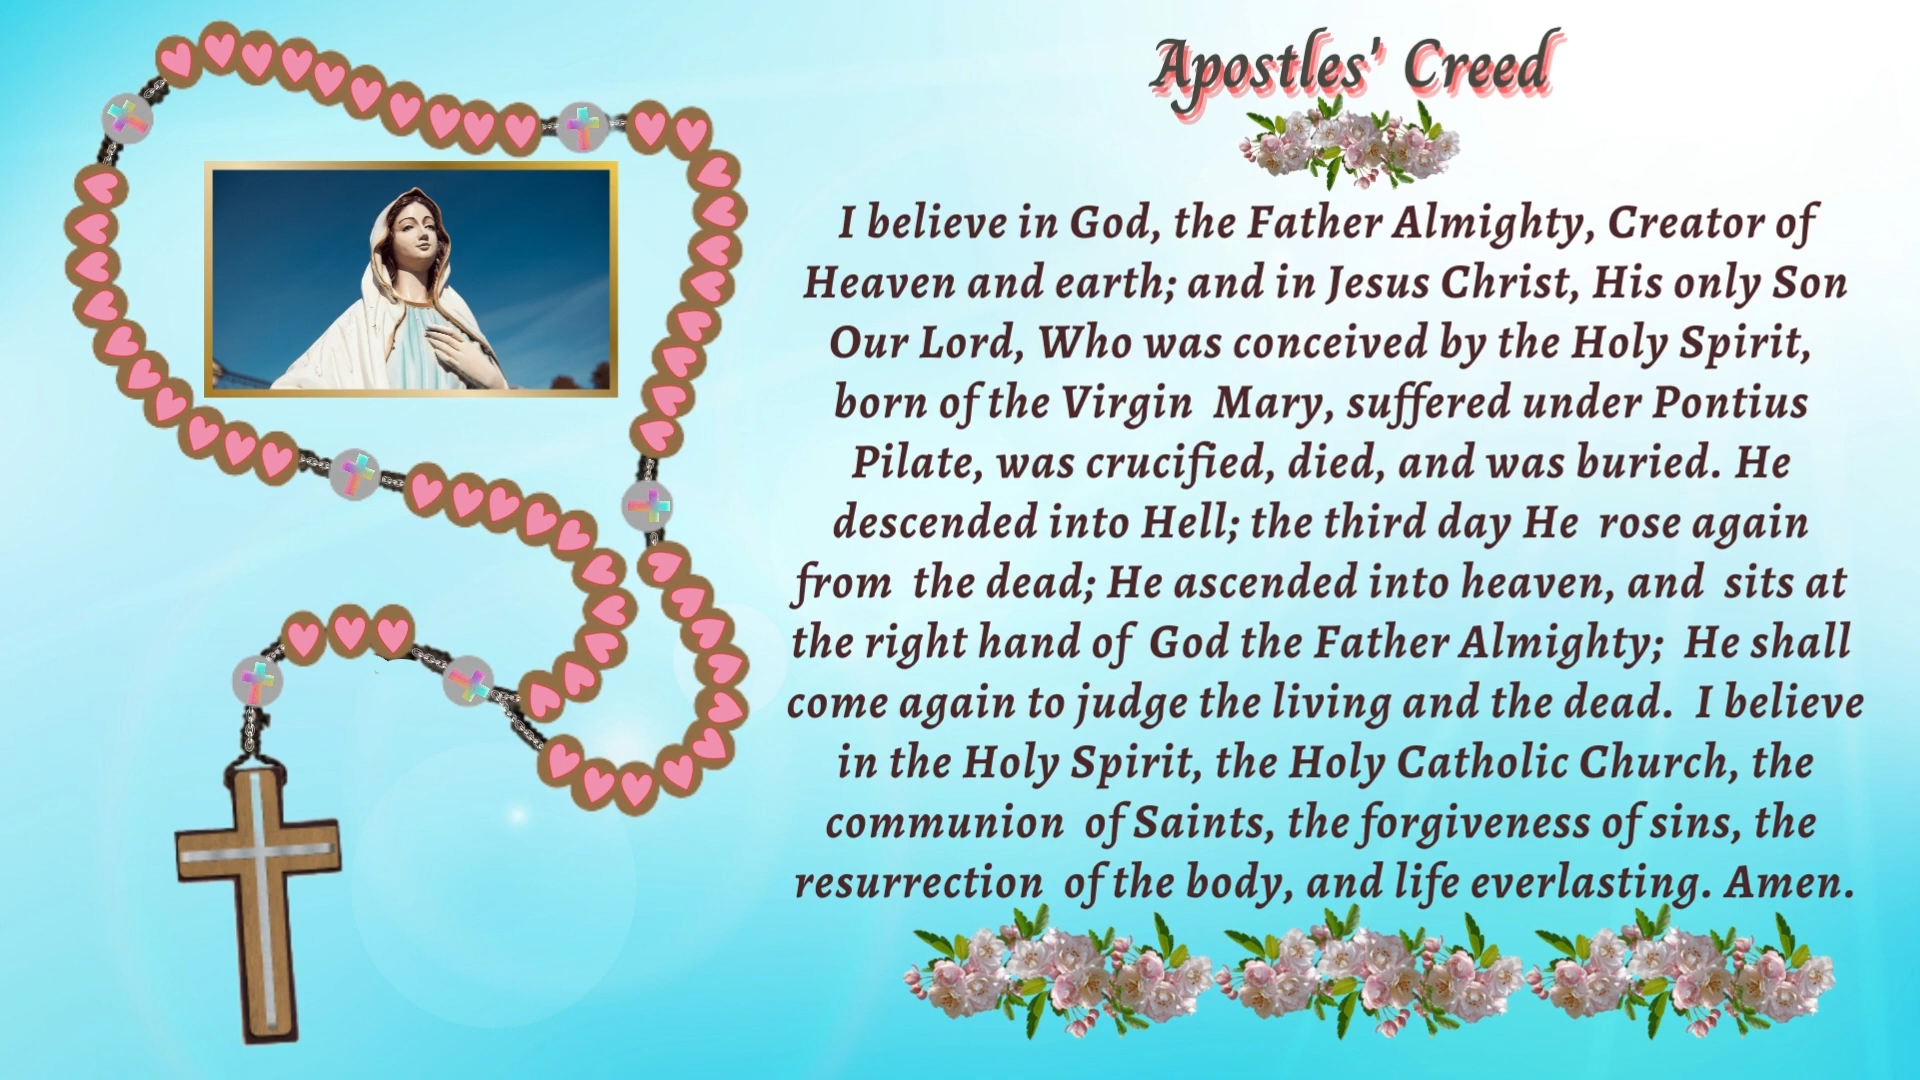 Apostles' Creed
I believe in God, the Father Almighty, Creator of
Heaven and earth; and in Jesus Christ, His only Son
Our Lord, Who was conceived by the Holy Spirit,
born of the Virgin Mary, suffered under Pontius
Pilate, was crucified, died, and was buried. He
descended into Hell; the third day He rose again
from the dead; He ascended into heaven, and sits at
the right hand of God the Father Almighty; He shall
come again to judge the living and the dead. I believe
in the Holy Spirit, the Holy Catholic Church, the
communion of Saints, the forgiveness of sins, the
resurrection of the body, and life everlasting. Amen.